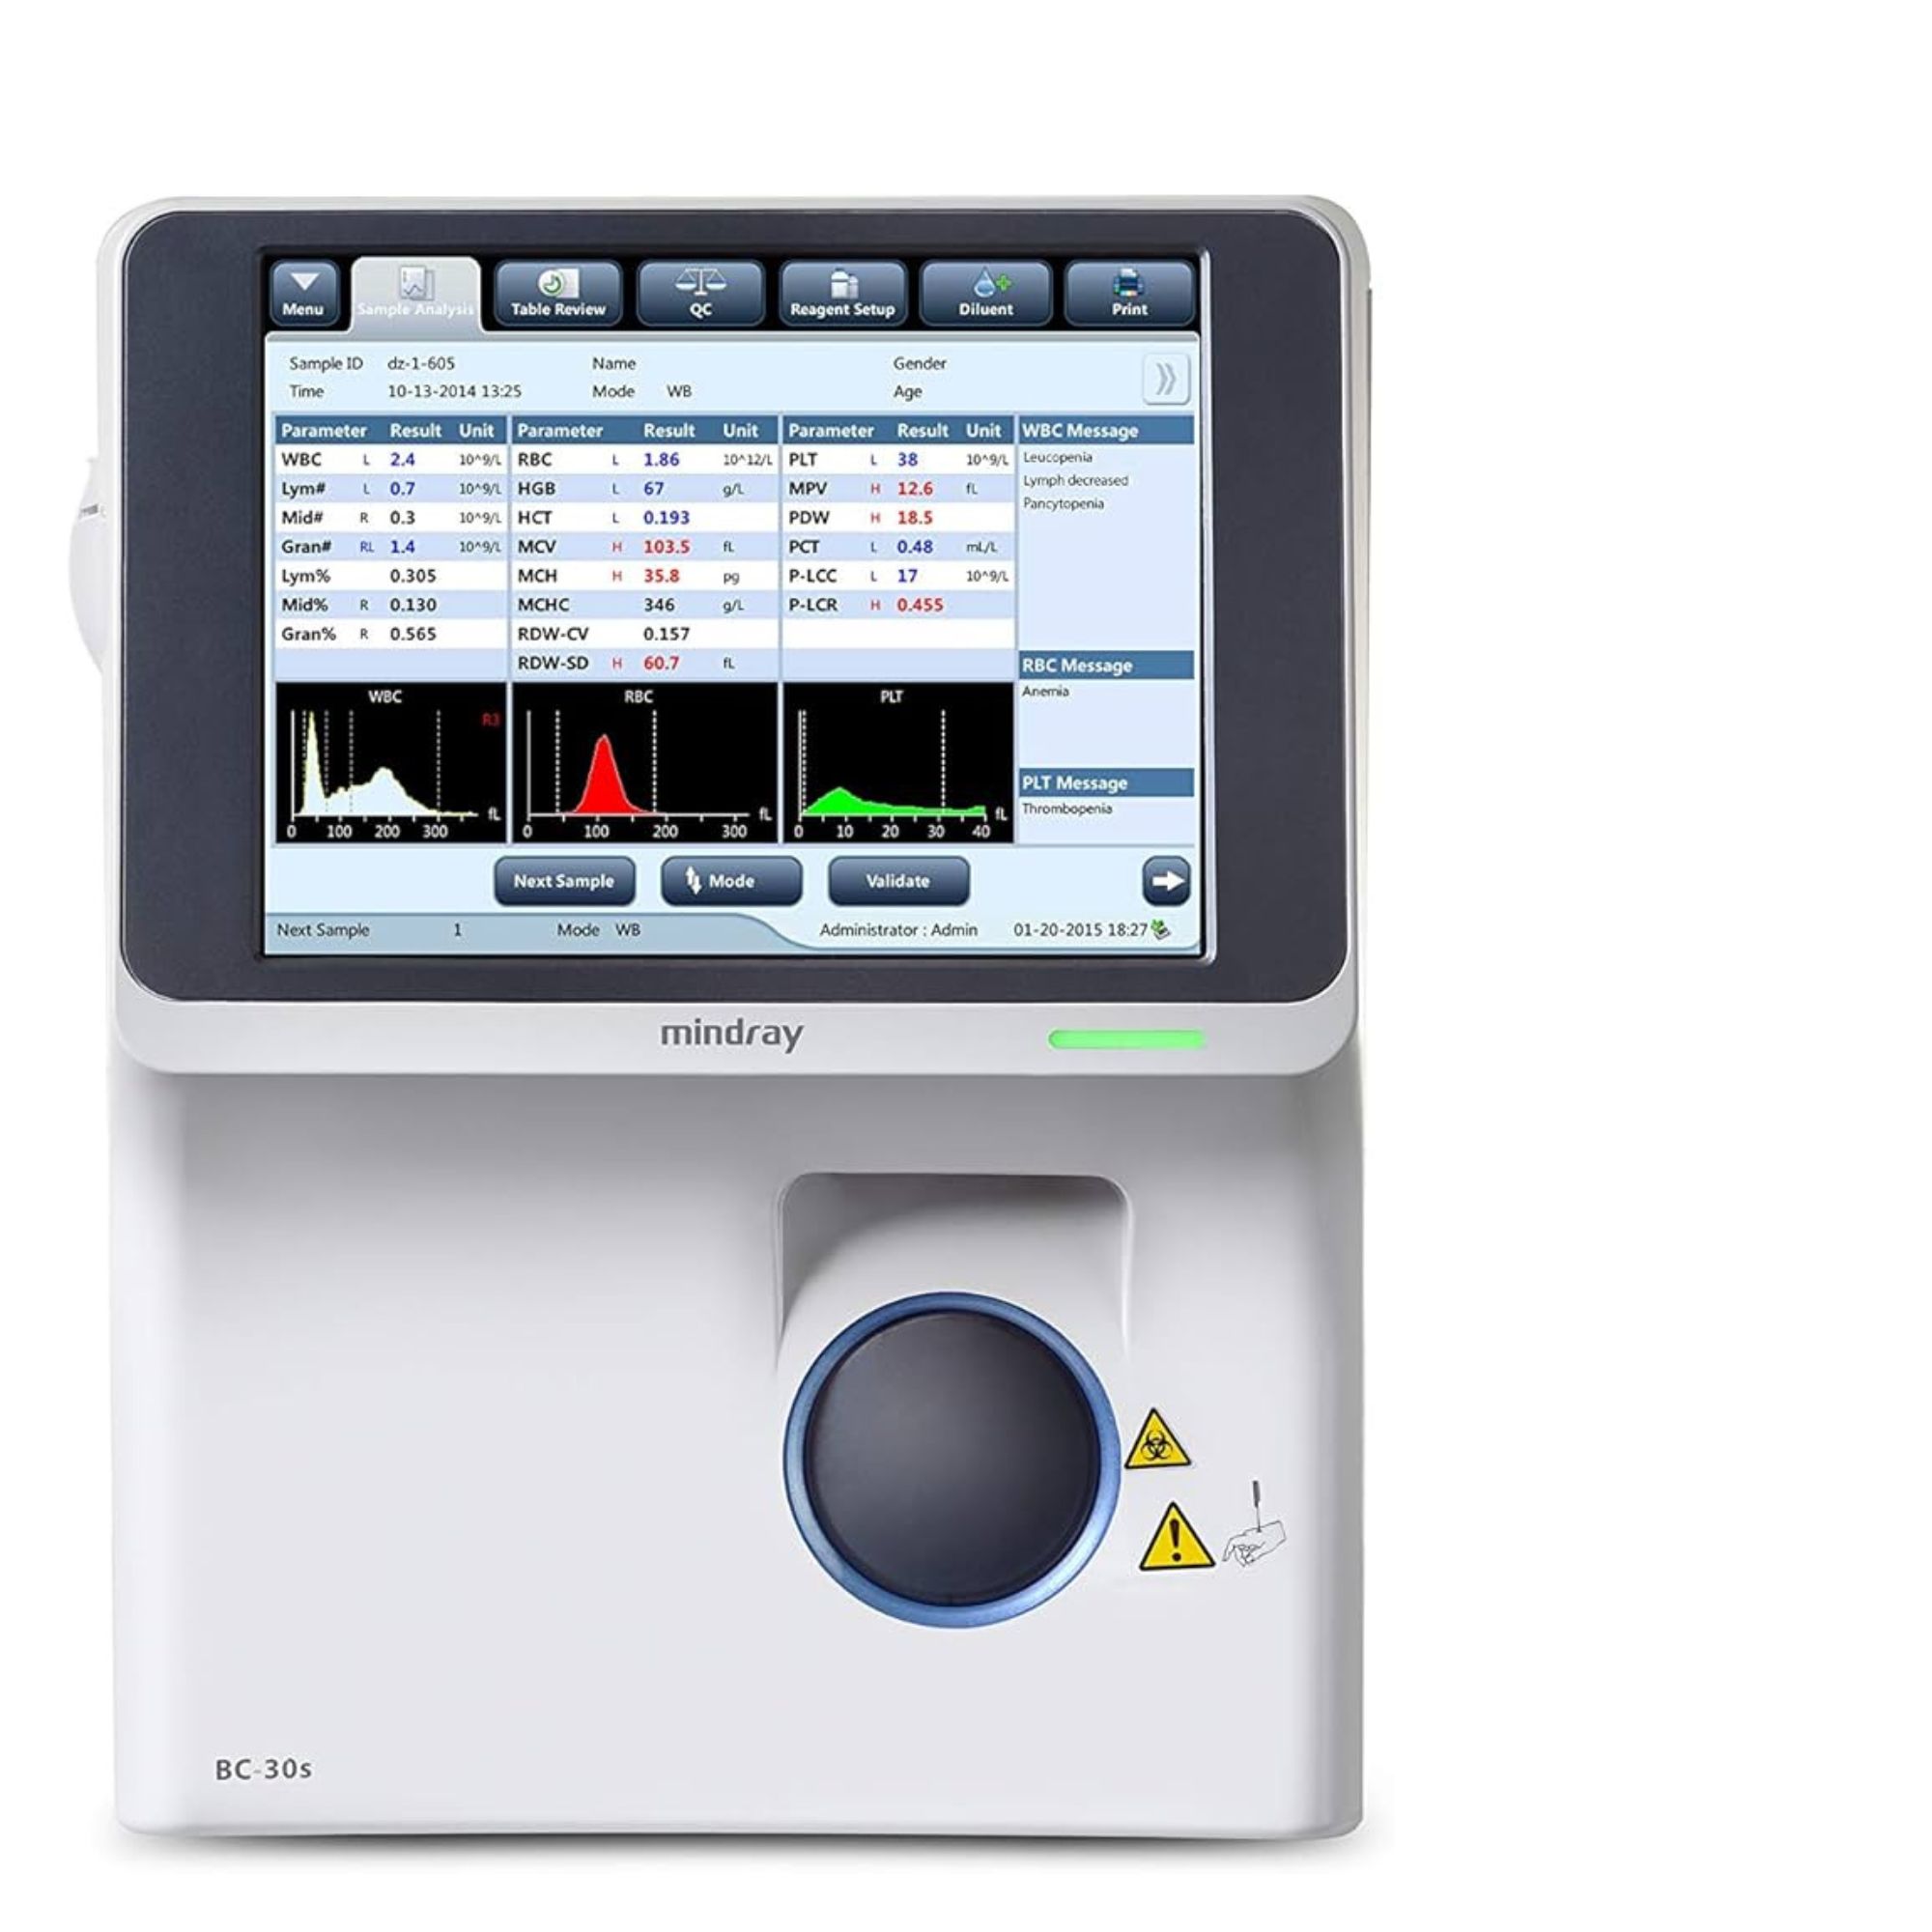 Menu Sample Analysis Table Review QC Reagent Setup Diluent Print
Sample ID dz-1-605 Name Gender
Time 10-13-2014 13:25 Mode WB Age
Parameter Result Unit Parameter Result Unit Parameter Result Unit WBC Message
WBC L 2.4 10^9/L RBC L 1.86 10^12/L PLT L 38 10^9/L Leucopenia
Lym# L 0.7 10^9/L HGB L 67 g/L MPV H 12.6 fL Lymph decreased
Mid# R 0.3 10^9/L HCT L 0.193 PDW H 18.5 Pancytopenia
Gran# RL 1.4 10^9/L MCV H 103.5 fL PCT L 0.48 mL/L
Lym% 0.305 MCH H 35.8 pg P-LCC L 17 10^9/L
Mid% R 0.130 MCHC 346 g/L P-LCR H 0.455
Gran% R 0.565 RDW-CV 0.157
RDW-SD H 60.7 fL RBC Message
WBC RBC PLT Anemia
R3
PLT Message
Thrombopenia
fL fL fL
0 100 200 300 0 100 200 300 0 10 20 30 40
Next Sample Mode Validate
Next Sample 1 Mode WB Administrator : Admin 01-20-2015 18:27
mindray
BC-30s